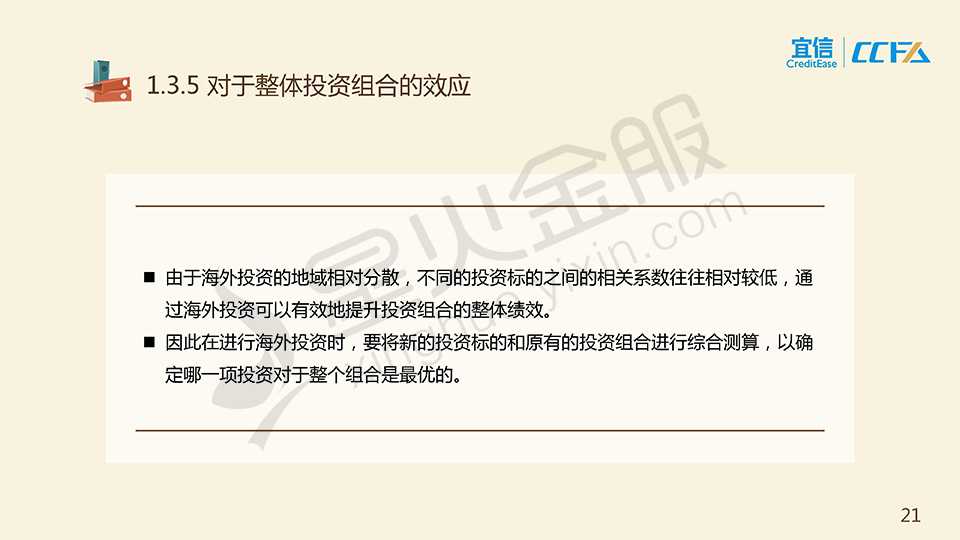 宜信
CreditEase
CCFA
1.3.5 对于整体投资组合的效应
星火金服
xinghuo.yixin.com
■ 由于海外投资的地域相对分散，不同的投资标的之间的相关系数往往相对较低，通
过海外投资可以有效地提升投资组合的整体绩效。
■ 因此在进行海外投资时，要将新的投资标的和原有的投资组合进行综合测算，以确
定哪一项投资对于整个组合是最优的。
21